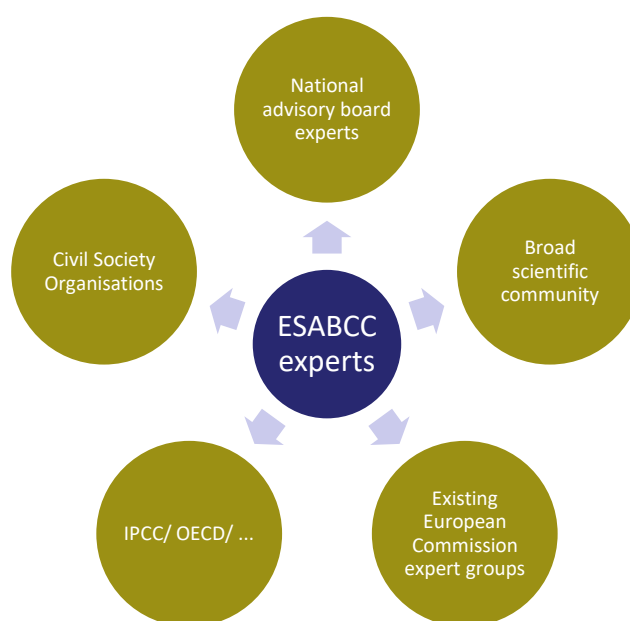 National
advisory board
experts
Civil Society
Organisations
Broad
scientific
community
ESABCC
experts
IPCC/ OECD/ ...
Existing
European
Commission
expert groups